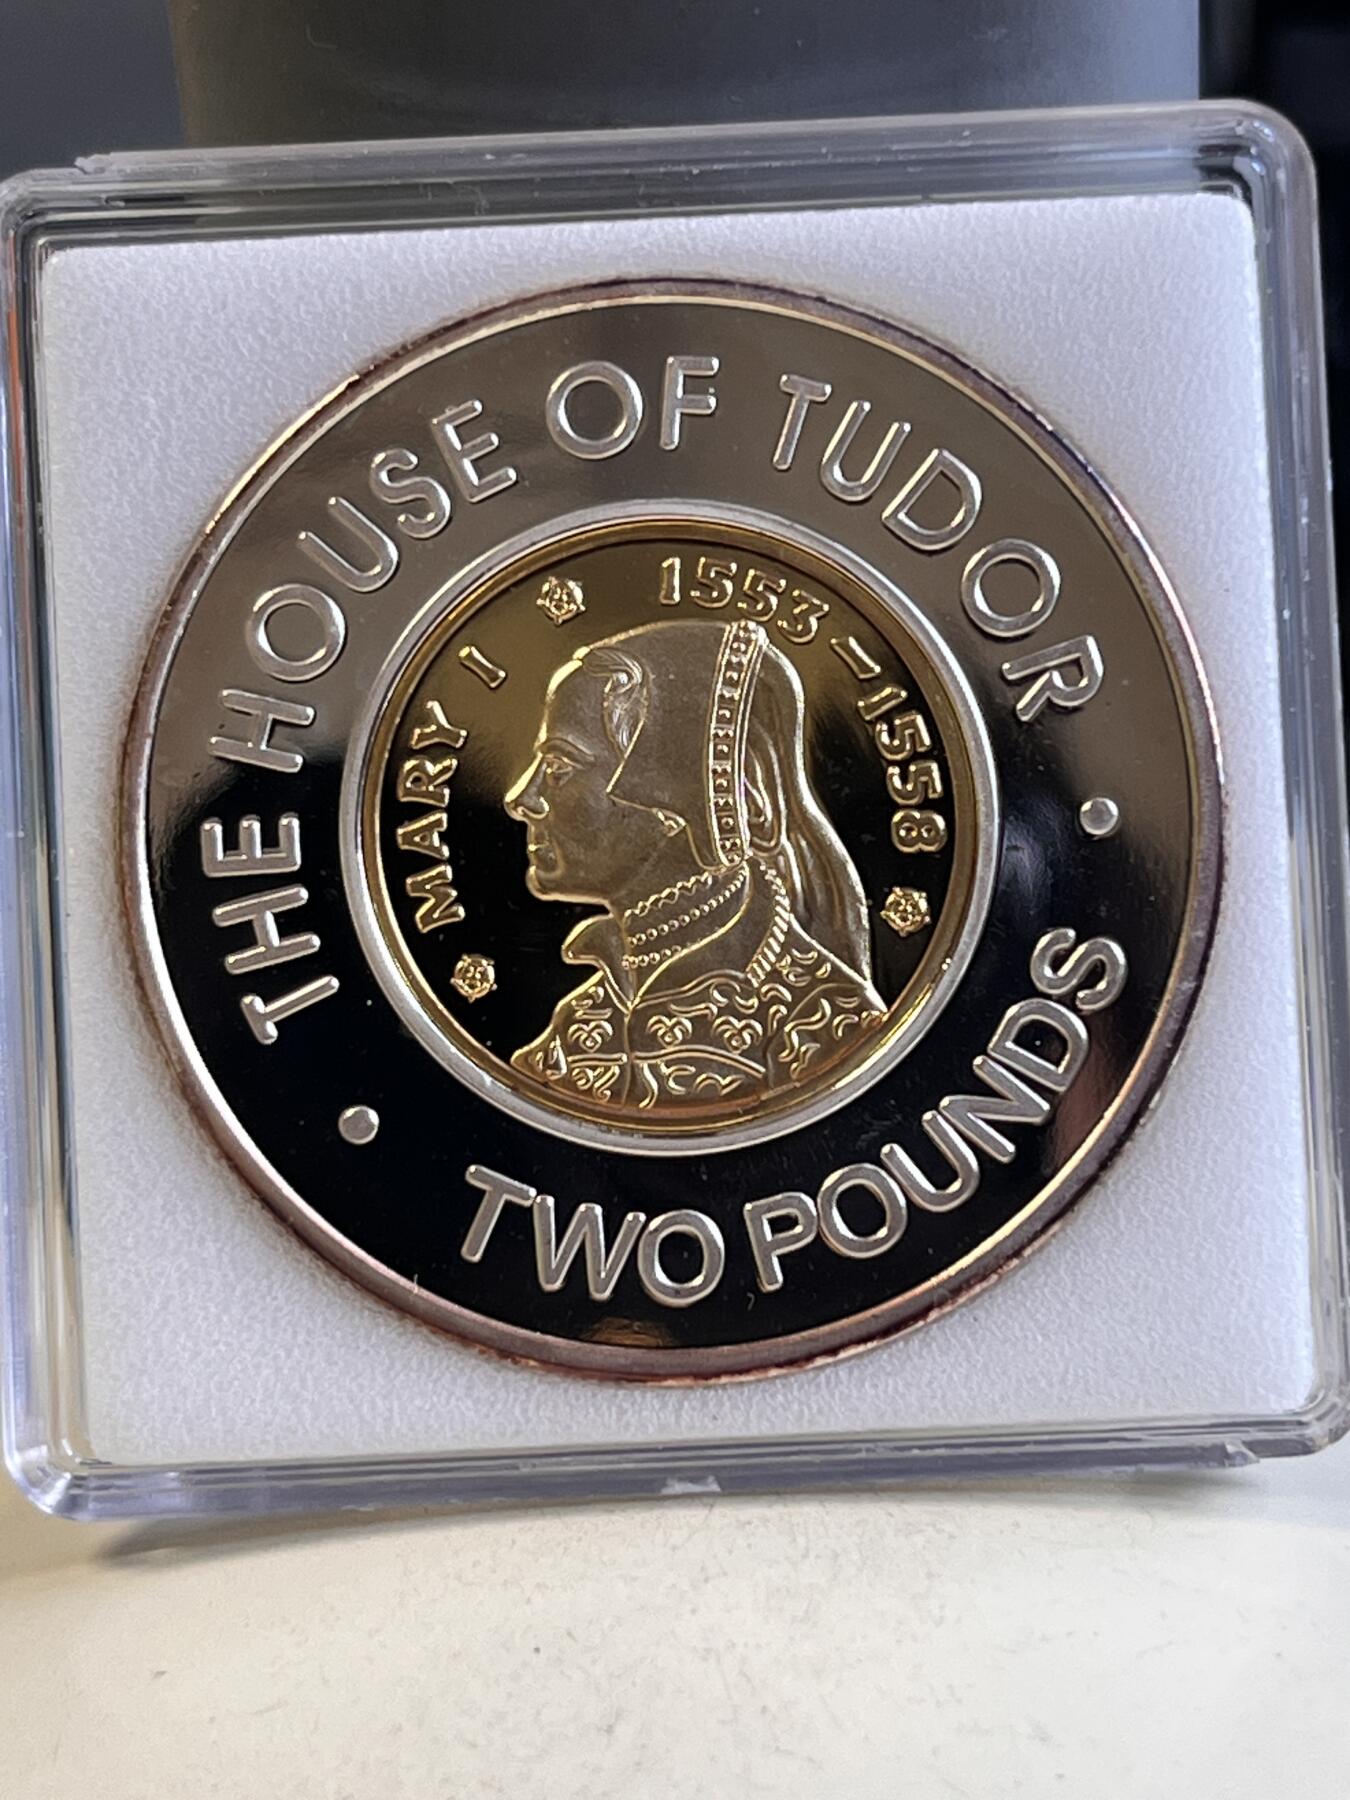 THE HOUSE OF TUDOR
MARY I 1553-1558
TWO POUNDS